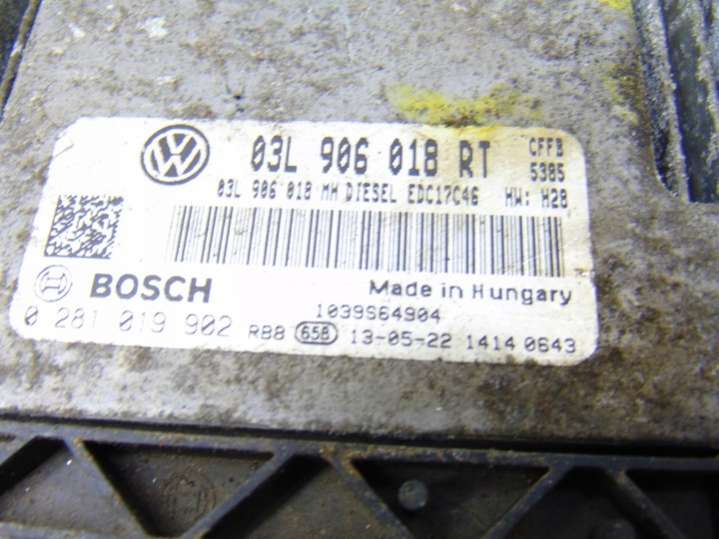 03L 906 018 RT CFFB
5385
03L 906 018 MH DIESEL EDC17C46 HW: H28
BOSCH Made in Hungary
1039S64904
0 281 019 902 RB8 658 13-05-22 1414 0643